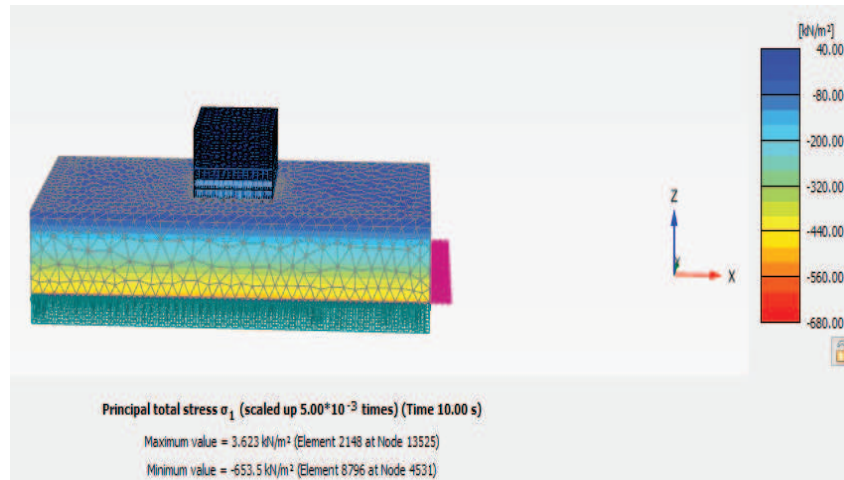 [kN/m²]
40.00
-80.00
-200.00
-320.00
-440.00
-560.00
-680.00
Z
Y
X
Principal total stress σ₁ (scaled up 5.00*10⁻³ times) (Time 10.00 s)
Maximum value = 3.623 kN/m² (Element 2148 at Node 13525)
Minimum value = -653.5 kN/m² (Element 8796 at Node 4531)